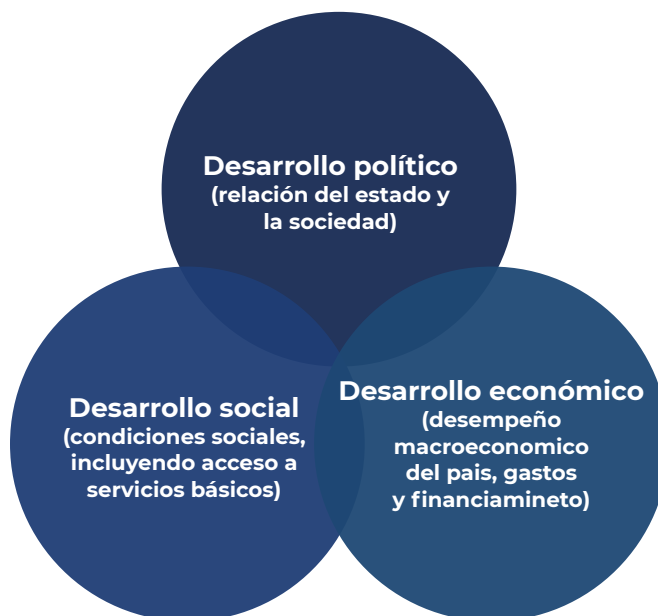 Desarrollo político
(relación del estado y
la sociedad)
Desarrollo social
(condiciones sociales,
incluyendo acceso a
servicios básicos)
Desarrollo económico
(desempeño
macroeconomico
del pais, gastos
y financiamineto)